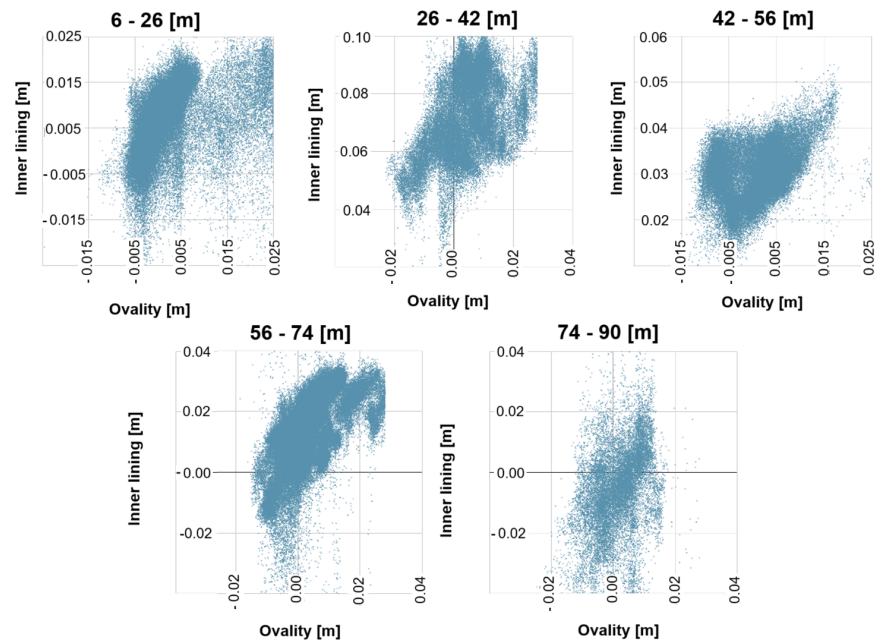 6 - 26 [m]
26 - 42 [m]
42 - 56 [m]
Inner lining [m]
0.025
0.015
0.005
-0.005
-0.015
- 0.015
- 0.005
0.005
0.015
0.025
Ovality [m]
Inner lining [m]
0.10
0.08
0.06
0.04
- 0.02
0.00
0.02
0.04
Ovality [m]
Inner lining [m]
0.06
0.05
0.04
0.03
0.02
- 0.015
- 0.005
0.005
0.015
0.025
Ovality [m]
56 - 74 [m]
74 - 90 [m]
Inner lining [m]
0.04
0.02
-0.00
-0.02
- 0.02
0.00
0.02
0.04
Ovality [m]
Inner lining [m]
0.04
0.02
-0.00
-0.02
- 0.02
0.00
0.02
0.04
Ovality [m]